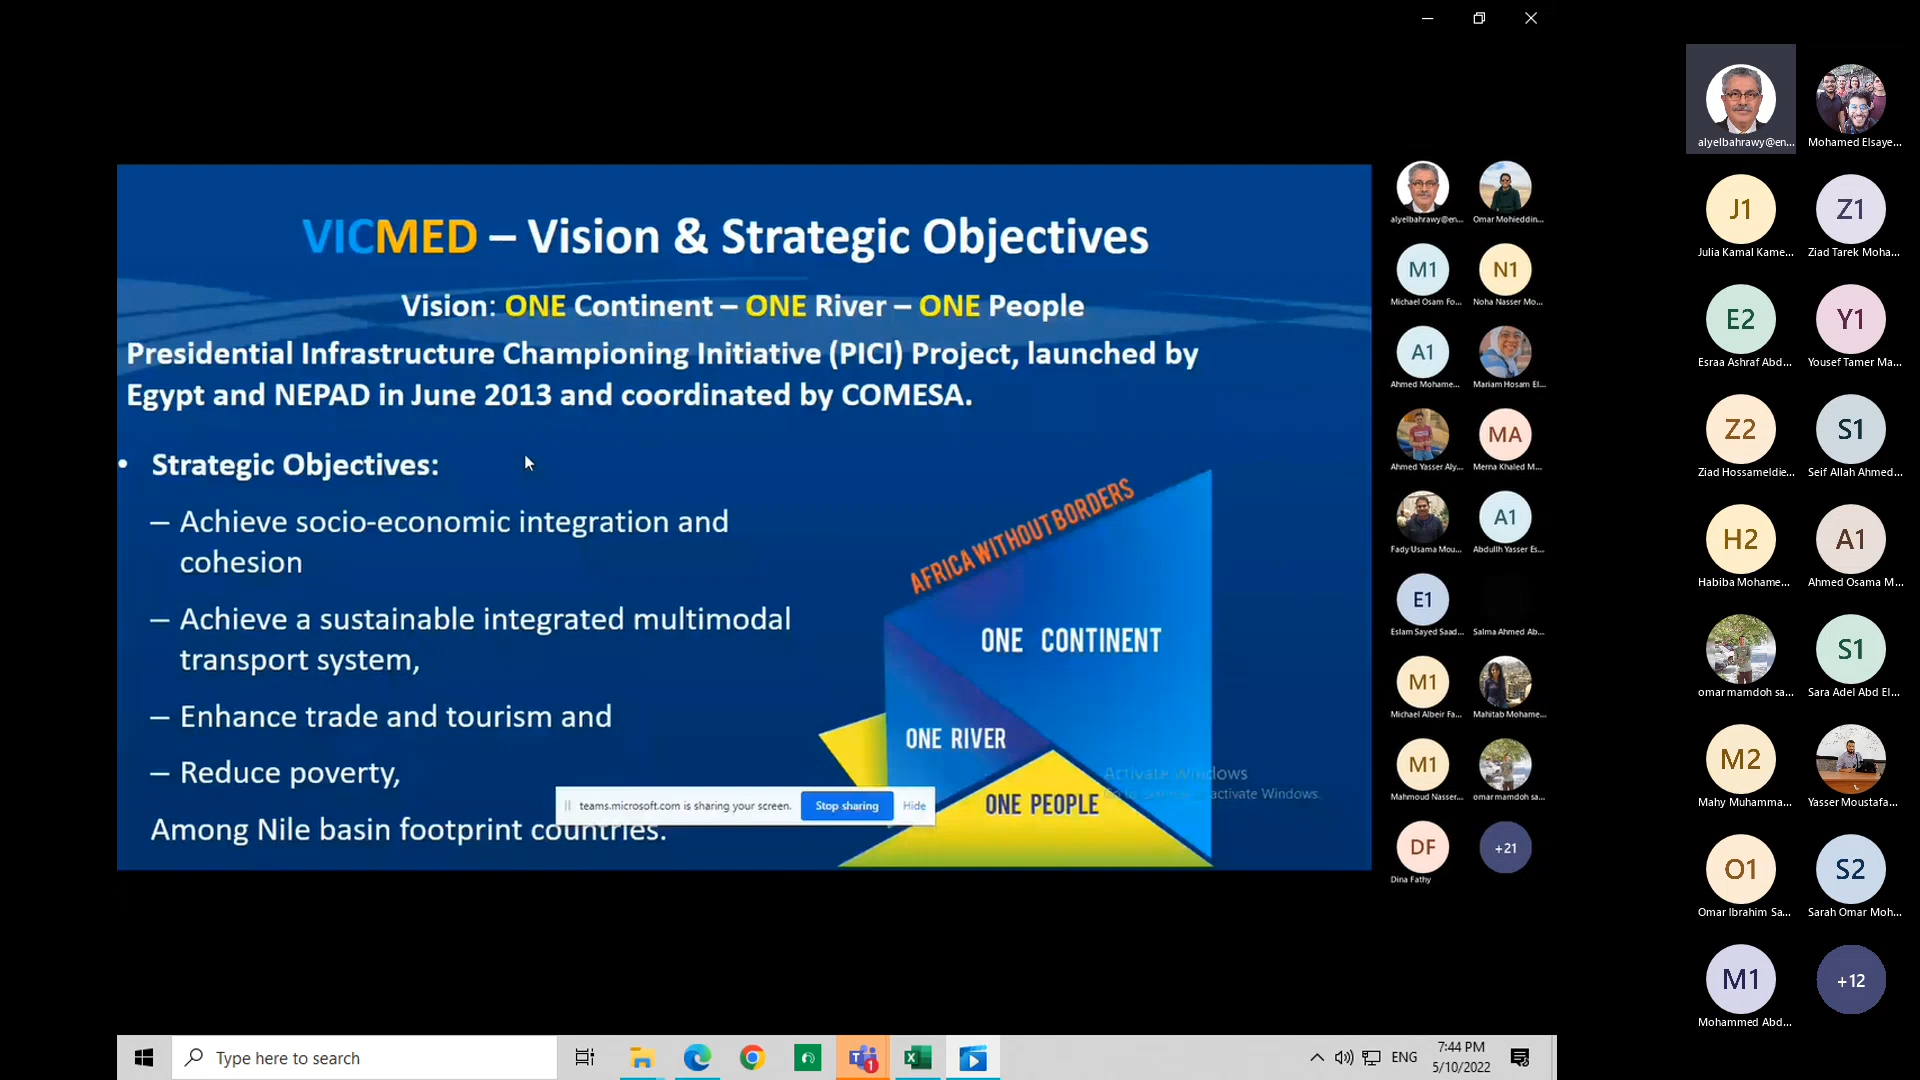 VICMED – Vision & Strategic Objectives
Vision: ONE Continent – ONE River – ONE People
Presidential Infrastructure Championing Initiative (PICI) Project, launched by
Egypt and NEPAD in June 2013 and coordinated by COMESA.
• Strategic Objectives:
– Achieve socio-economic integration and
cohesion
– Achieve a sustainable integrated multimodal
transport system,
– Enhance trade and tourism and
– Reduce poverty,
Among Nile basin footprint countries.
AFRICA WITHOUT BORDERS
ONE CONTINENT
ONE RIVER
ONE PEOPLE
Activate Windows
activate Windows.
teams.microsoft.com is sharing your screen.
Stop sharing
Hide
alyelbahrawy@en...
Omar Mohieddin...
M1
N1
Michael Osam Fo...
Noha Nasser Mo...
A1
Ahmed Mohame...
Mariam Hosam El...
MA
Ahmed Yasser Aly...
Merna Khaled M...
A1
Fady Usama Mou...
Abdullh Yasser Es...
E1
Eslam Sayed Saad...
Salma Ahmed Ab...
M1
Michael Albeir Fa...
Mahitab Mohame...
M1
Mahmoud Nasser...
omar mamdoh sa...
DF
+21
Dina Fathy
alyelbahrawy@en...
Mohamed Elsaye...
J1
Z1
Julia Kamal Kame...
Ziad Tarek Moha...
E2
Y1
Esraa Ashraf Abd...
Yousef Tamer Ma...
Z2
S1
Ziad Hossameldie...
Seif Allah Ahmed...
H2
A1
Habiba Mohame...
Ahmed Osama M...
S1
omar mamdoh sa...
Sara Adel Abd El...
M2
Mahy Muhamma...
Yasser Moustafa...
O1
S2
Omar Ibrahim Sa...
Sarah Omar Moh...
M1
+12
Mohammed Abd...
Type here to search
1
ENG
7:44 PM
5/10/2022